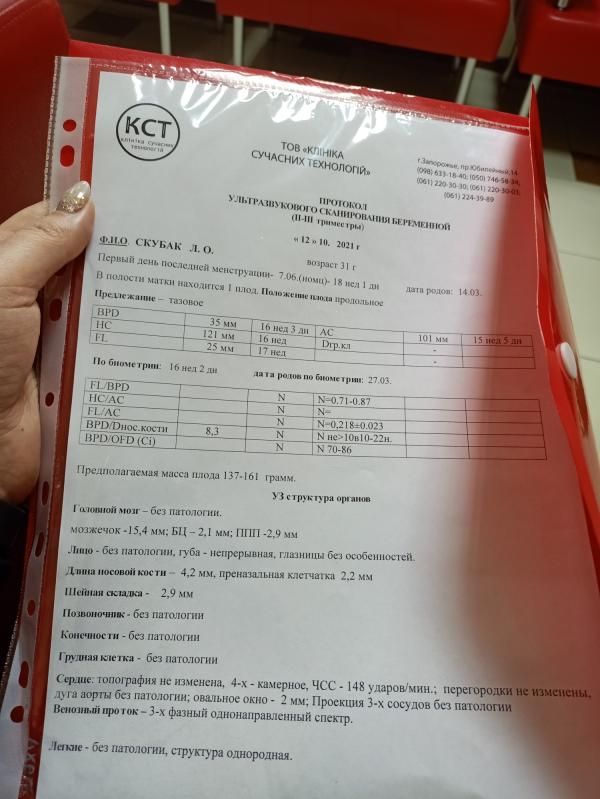 КСТ
клініка сучасних
технологій
ТОВ «КЛІНІКА
СУЧАСНИХ ТЕХНОЛОГІЙ»
г.Запорожье, пр.Юбилейный,14
(098) 633-18-40; (050) 746-58-34,
(061) 220-30-30; (061) 220-30-03;
(061) 224-39-89
ПРОТОКОЛ
УЛЬТРАЗВУКОВОГО СКАНИРОВАНИЯ БЕРЕМЕННОЙ
(II-III триместры)
« 12 » 10. 2021 г
Ф.И.О. СКУБАК Л. О.
возраст 31 г
Первый день последней менструации- 7.06.(номц)- 18 нед 1 дн дата родов: 14.03.
В полости матки находится 1 плод. Положение плода продольное
Предлежание – тазовое
BPD 35 мм 16 нед 3 дн АС 101 мм 15 нед 5 дн
HC 121 мм 16 нед Dгр.кл -
FL 25 мм 17 нед -
По биометрии: 16 нед 2 дн дата родов по биометрии: 27.03.
FL/BPD N N=0.71-0.87
HC/AC N N=
FL/AC N N=0,218±0.023
BPD/Dнос.кости 8,3 N N не>10в10-22н.
BPD/OFD (Ci) N N 70-86
Предполагаемая масса плода 137-161 грамм.
УЗ структура органов
Головной мозг – без патологии.
мозжечок -15,4 мм; БЦ – 2,1 мм; ППП -2,9 мм
Лицо - без патологии, губа - непрерывная, глазницы без особенностей.
Длина носовой кости – 4,2 мм, преназальная клетчатка 2,2 мм
Шейная складка - 2,9 мм
Позвоночник - без патологии
Конечности - без патологии
Грудная клетка - без патологии
Сердце: топография не изменена, 4-х - камерное, ЧСС - 148 ударов/мин.; перегородки не изменены,
дуга аорты без патологии; овальное окно - 2 мм; Проекция 3-х сосудов без патологии
Венозный проток – 3-х фазный однонаправленный спектр.
Легкие - без патологии, структура однородная.